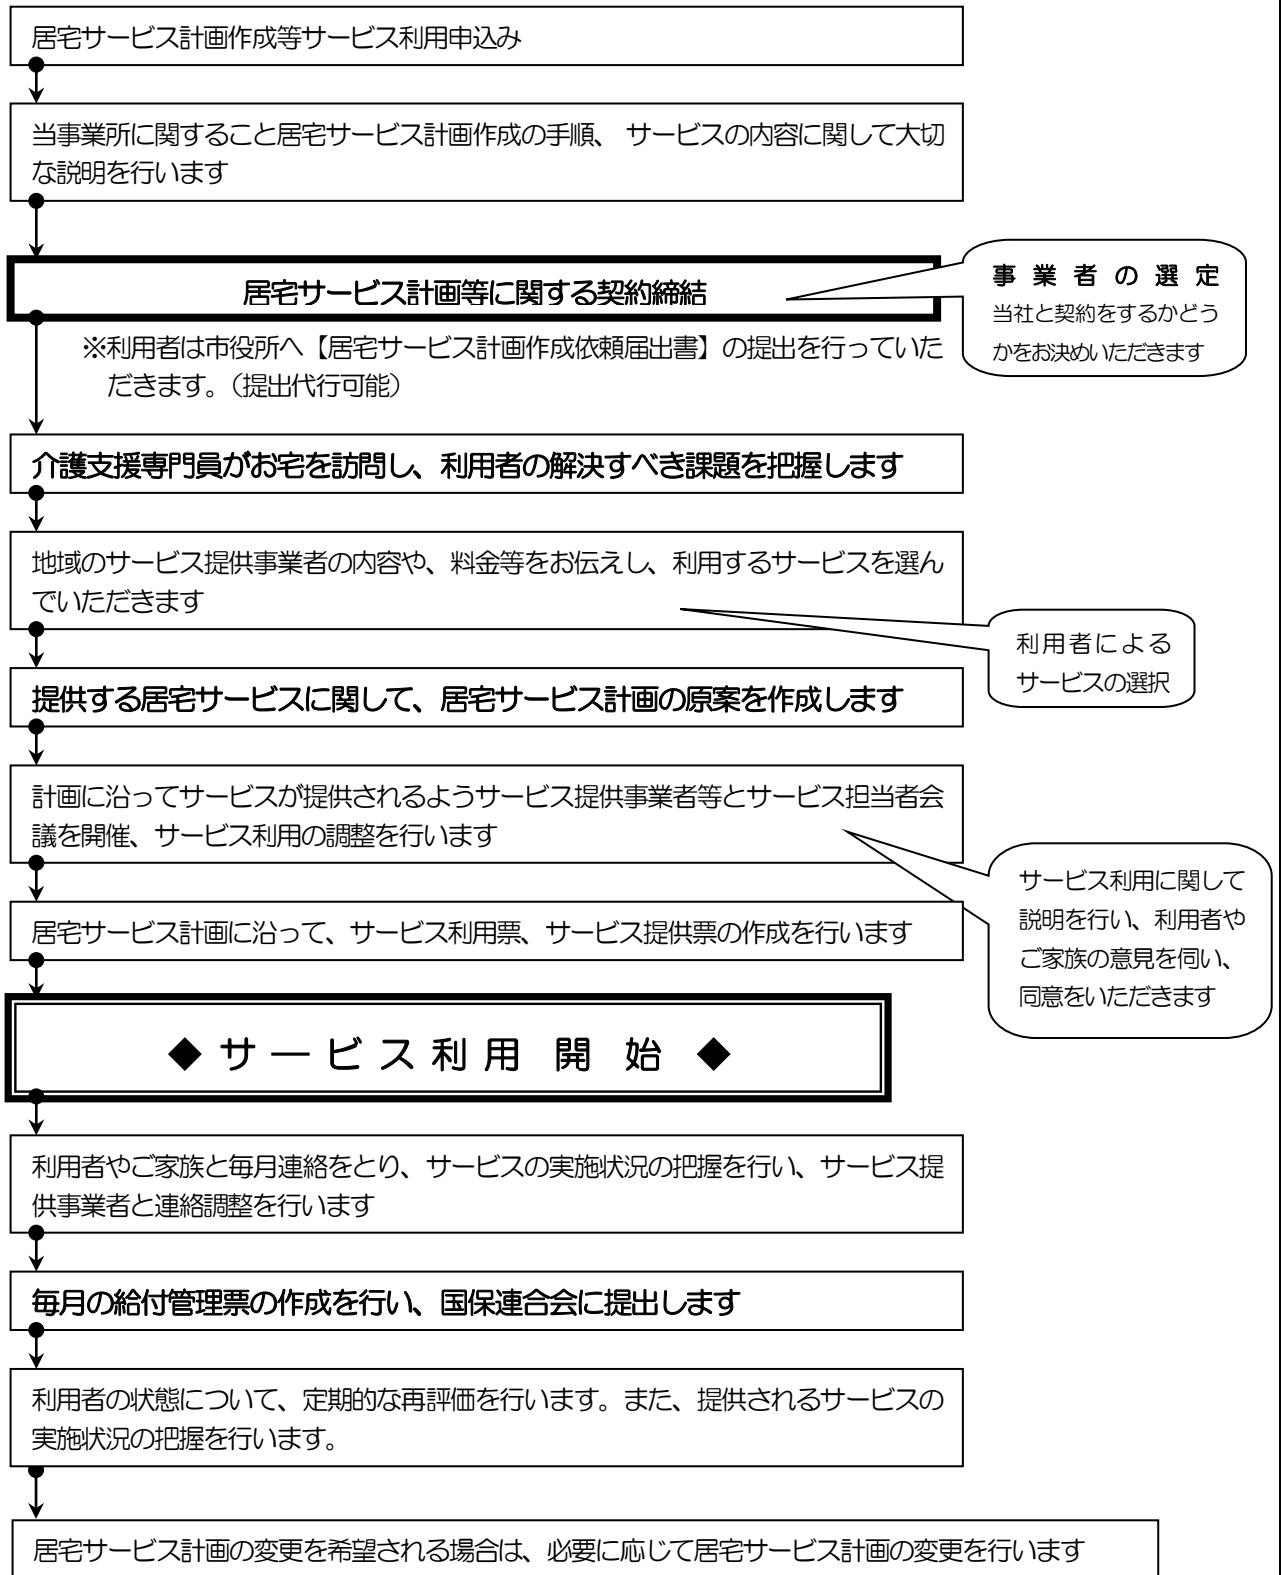 居宅サービス計画作成等サービス利用申込み
当事業所に関すること居宅サービス計画作成の手順、 サービスの内容に関して大切
な説明を行います
居宅サービス計画等に関する契約締結
事業者の選定
当社と契約をするかどう
かをお決めいただきます
※利用者は市役所へ【居宅サービス計画作成依頼届出書】の提出を行っていた
だきます。（提出代行可能）
介護支援専門員がお宅を訪問し、利用者の解決すべき課題を把握します
地域のサービス提供事業者の内容や、料金等をお伝えし、利用するサービスを選ん
でいただきます
利用者による
サービスの選択
提供する居宅サービスに関して、居宅サービス計画の原案を作成します
計画に沿ってサービスが提供されるようサービス提供事業者等とサービス担当者会
議を開催、サービス利用の調整を行います
サービス利用に関して
説明を行い、利用者や
ご家族の意見を伺い、
同意をいただきます
居宅サービス計画に沿って、サービス利用票、サービス提供票の作成を行います
◆ サ ー ビ ス 利 用 開 始 ◆
利用者やご家族と毎月連絡をとり、サービスの実施状況の把握を行い、サービス提
供事業者と連絡調整を行います
毎月の給付管理票の作成を行い、国保連合会に提出します
利用者の状態について、定期的な再評価を行います。また、提供されるサービスの
実施状況の把握を行います。
居宅サービス計画の変更を希望される場合は、必要に応じて居宅サービス計画の変更を行います